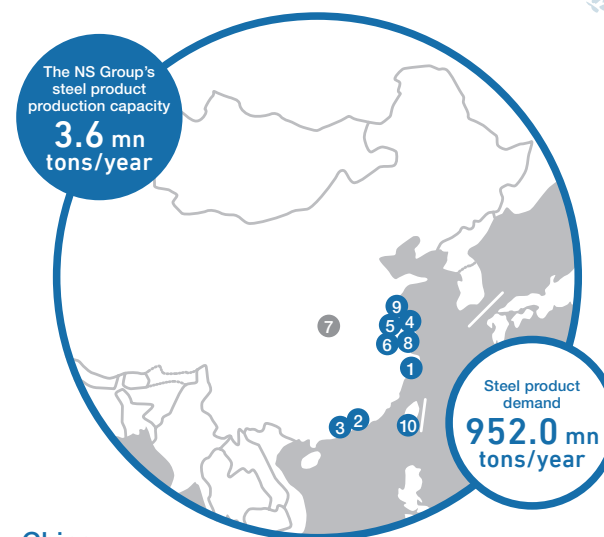 The NS Group's
steel product
production capacity
3.6 mn
tons/year
9
5 4
7
6 8
1
2
3
10
Steel product
demand
952.0 mn
tons/year